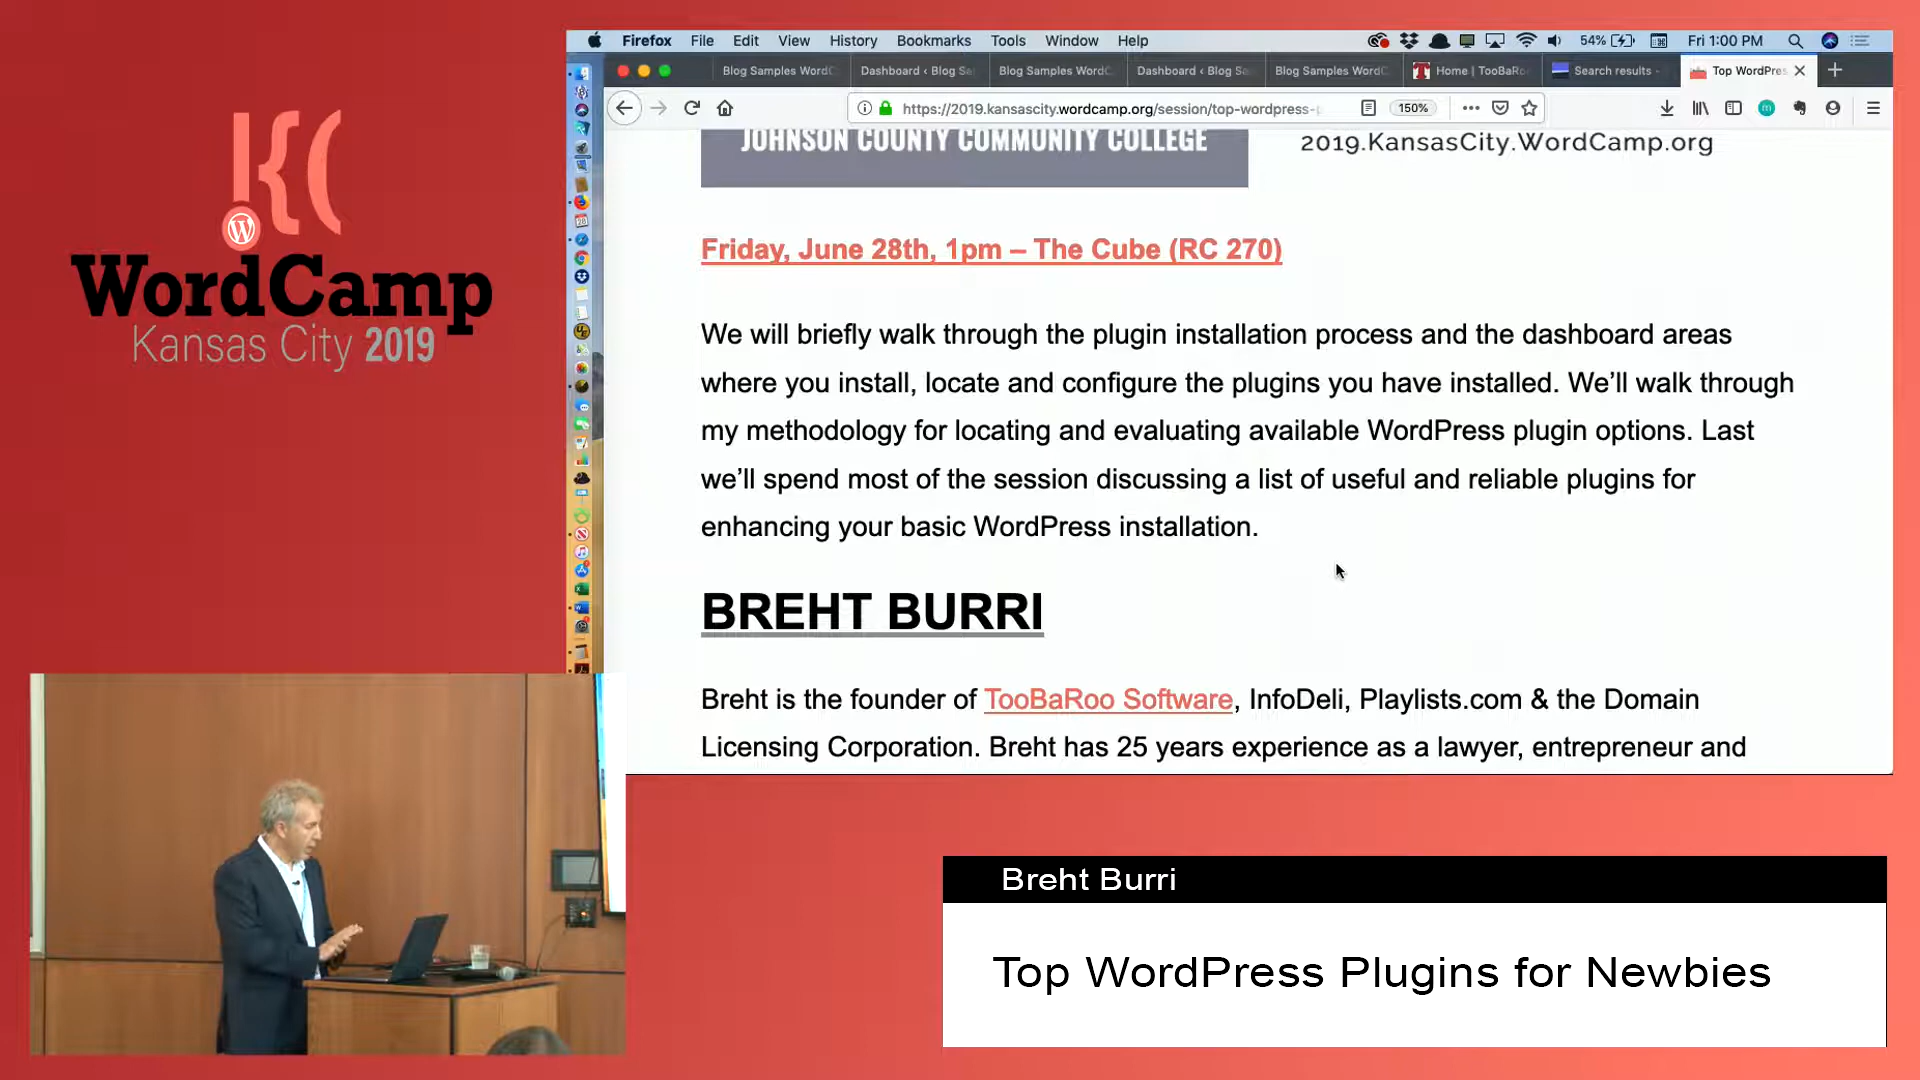 Firefox File Edit View History Bookmarks Tools Window Help 54% Fri 1:00 PM
Blog Samples WordC Dashboard ‹ Blog Sa Blog Samples WordC Dashboard ‹ Blog Sa Blog Samples WordC Home | TooBaRo Search results - Top WordPres
https://2019.kansascity.wordcamp.org/session/top-wordpress-p 150%
JOHNSON COUNTY COMMUNITY COLLEGE
2019.KansasCity.WordCamp.org
Friday, June 28th, 1pm – The Cube (RC 270)
We will briefly walk through the plugin installation process and the dashboard areas
where you install, locate and configure the plugins you have installed. We’ll walk through
my methodology for locating and evaluating available WordPress plugin options. Last
we’ll spend most of the session discussing a list of useful and reliable plugins for
enhancing your basic WordPress installation.
BREHT BURRI
Breht is the founder of TooBaRoo Software, InfoDeli, Playlists.com & the Domain
Licensing Corporation. Breht has 25 years experience as a lawyer, entrepreneur and
K{(
WordCamp
Kansas City 2019
Breht Burri
Top WordPress Plugins for Newbies